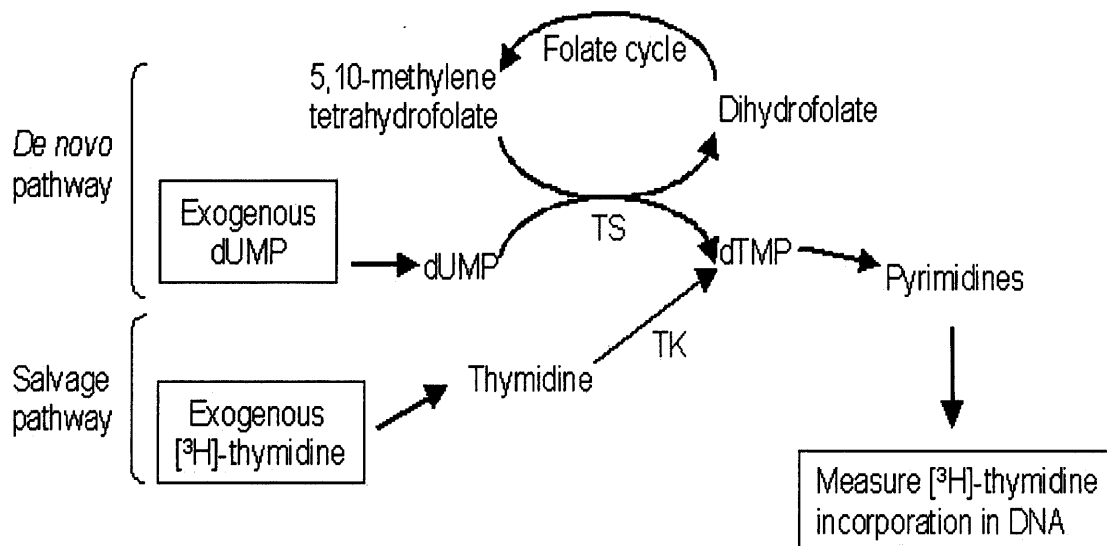 Folate cycle
5,10-methylene
tetrahydrofolate
Dihydrofolate
De novo
pathway
Exogenous
dUMP
dUMP
TS
dTMP
Pyrimidines
TK
Salvage
pathway
Thymidine
Exogenous
[³H]-thymidine
Measure [³H]-thymidine
incorporation in DNA